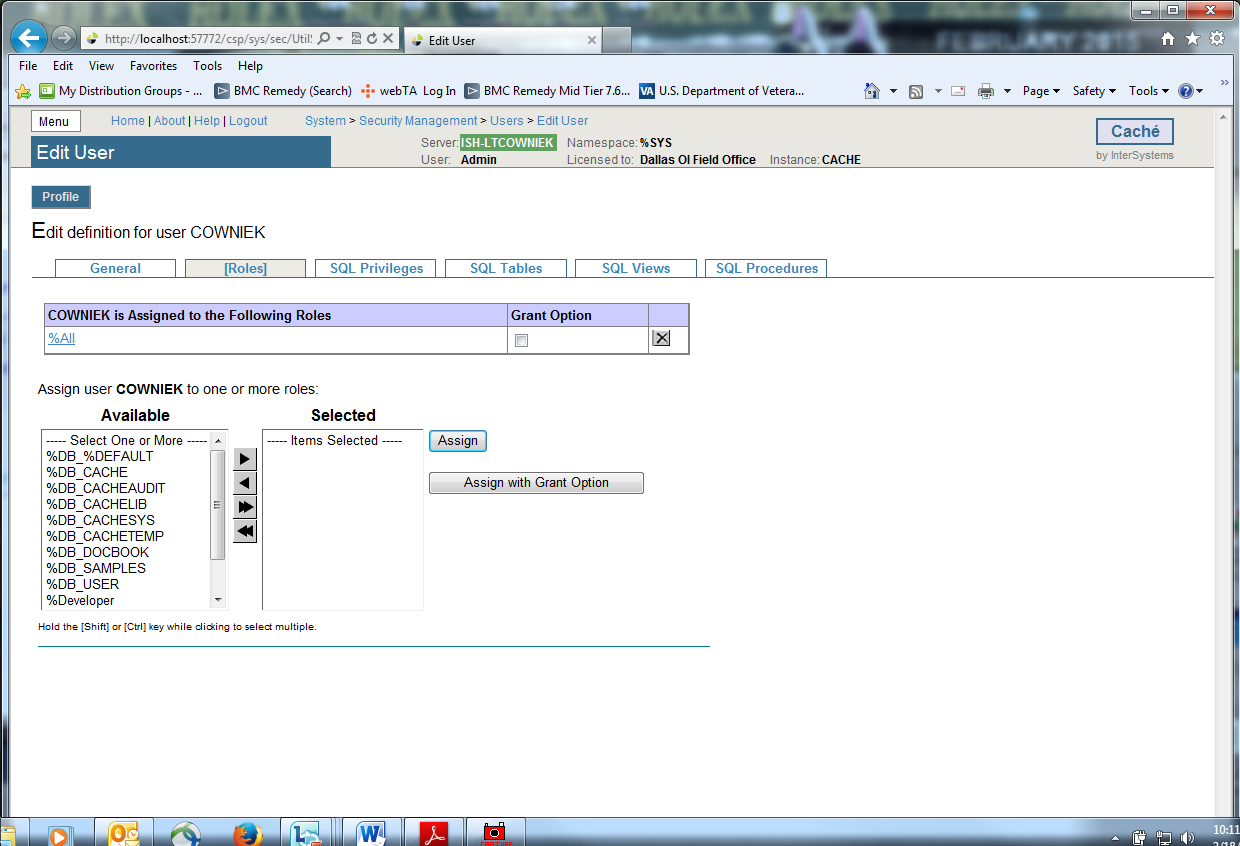 FEBRUARY 2015
http://localhost:57772/csp/sys/sec/Util
Edit User
File Edit View Favorites Tools Help
My Distribution Groups - ... BMC Remedy (Search) webTA Log In BMC Remedy Mid Tier 7.6... VA U.S. Department of Vetera... Page Safety Tools
Menu Home | About | Help | Logout System > Security Management > Users > Edit User
Edit User
Server: ISH-LTCOWNIEK Namespace: %SYS
User: Admin Licensed to: Dallas OI Field Office Instance: CACHE
Caché
by InterSystems
Profile
Edit definition for user COWNIEK
General [Roles] SQL Privileges SQL Tables SQL Views SQL Procedures
COWNIEK is Assigned to the Following Roles Grant Option
%All
Assign user COWNIEK to one or more roles:
Available Selected
----- Select One or More -----
%DB_%DEFAULT
%DB_CACHE
%DB_CACHEAUDIT
%DB_CACHELIB
%DB_CACHESYS
%DB_CACHETEMP
%DB_DOCBOOK
%DB_SAMPLES
%DB_USER
%Developer
----- Items Selected -----
Assign
Assign with Grant Option
Hold the [Shift] or [Ctrl] key while clicking to select multiple.
10:11